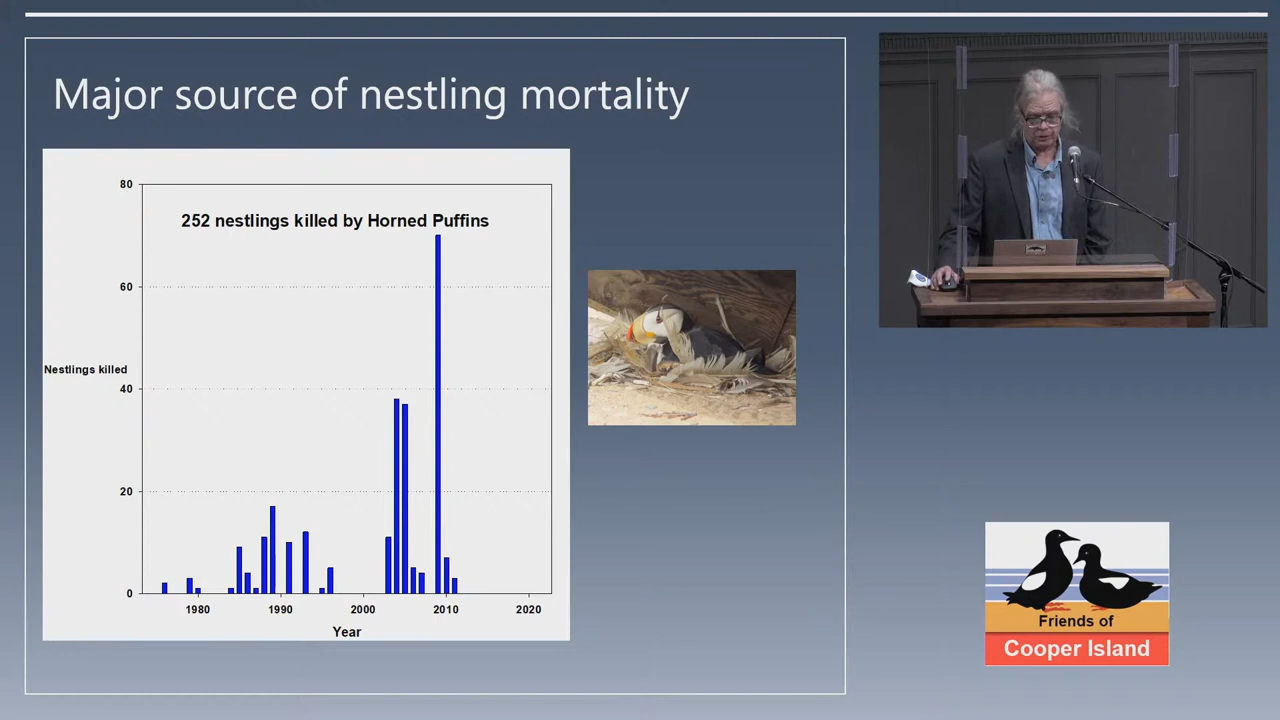 Major source of nestling mortality
80
252 nestlings killed by Horned Puffins
60
Nestlings killed
40
20
0
1980 1990 2000 2010 2020
Year
Friends of
Cooper Island